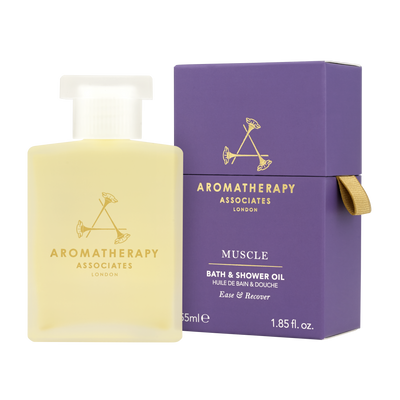 AROMATHERAPY
ASSOCIATES
LONDON
AROMATHERAPY
ASSOCIATES
LONDON
MUSCLE
BATH & SHOWER OIL
HUILE DE BAIN & DOUCHE
Ease & Recover
55ml℮
1.85 fl. oz.